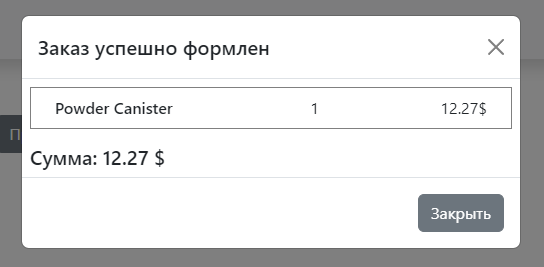 Заказ успешно формлен
Powder Canister 1 12.27$
Сумма: 12.27 $
Закрыть
П